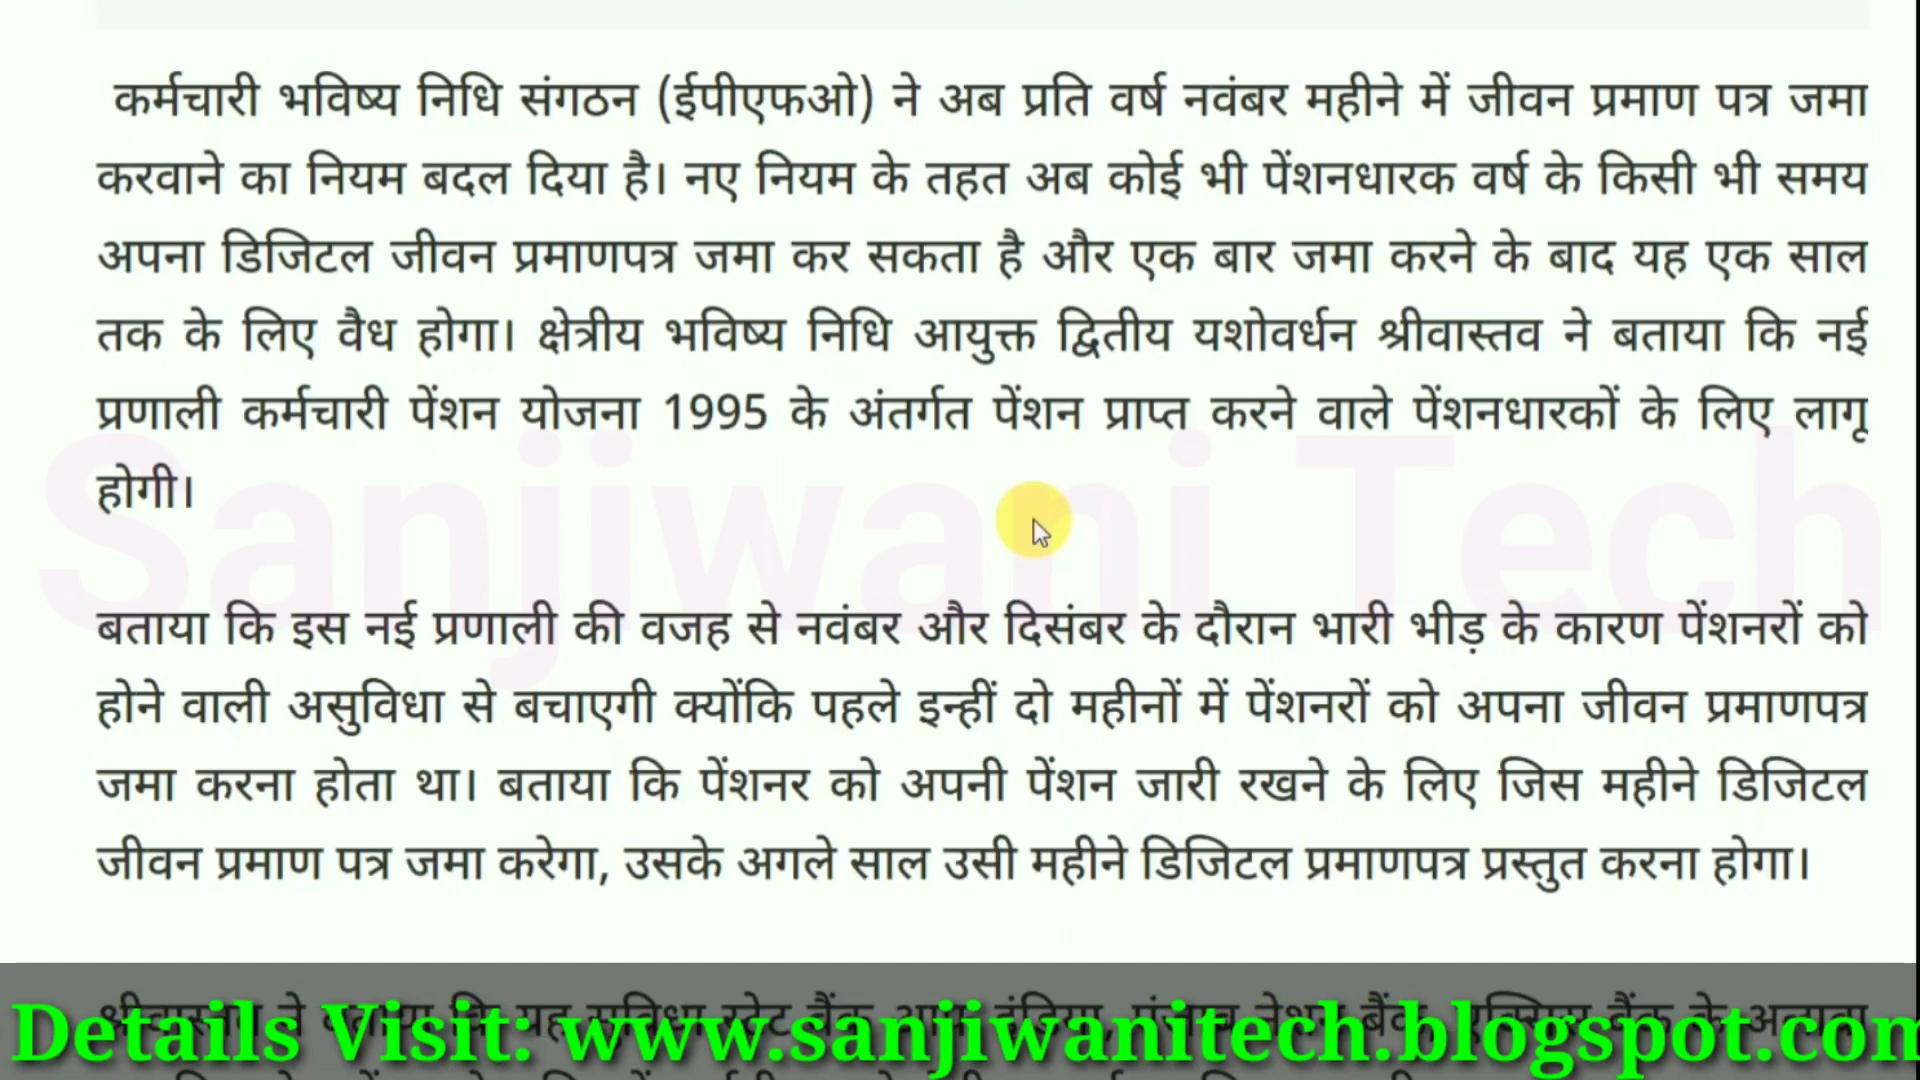 कर्मचारी भविष्य निधि संगठन (ईपीएफओ) ने अब प्रति वर्ष नवंबर महीने में जीवन प्रमाण पत्र जमा
करवाने का नियम बदल दिया है। नए नियम के तहत अब कोई भी पेंशनधारक वर्ष के किसी भी समय
अपना डिजिटल जीवन प्रमाणपत्र जमा कर सकता है और एक बार जमा करने के बाद यह एक साल
तक के लिए वैध होगा। क्षेत्रीय भविष्य निधि आयुक्त द्वितीय यशोवर्धन श्रीवास्तव ने बताया कि नई
प्रणाली कर्मचारी पेंशन योजना 1995 के अंतर्गत पेंशन प्राप्त करने वाले पेंशनधारकों के लिए लागू
होगी।
Sanjiwani Tech
बताया कि इस नई प्रणाली की वजह से नवंबर और दिसंबर के दौरान भारी भीड़ के कारण पेंशनरों को
होने वाली असुविधा से बचाएगी क्योंकि पहले इन्हीं दो महीनों में पेंशनरों को अपना जीवन प्रमाणपत्र
जमा करना होता था। बताया कि पेंशनर को अपनी पेंशन जारी रखने के लिए जिस महीने डिजिटल
जीवन प्रमाण पत्र जमा करेगा, उसके अगले साल उसी महीने डिजिटल प्रमाणपत्र प्रस्तुत करना होगा।
Details Visit: www.sanjiwanitech.blogspot.com